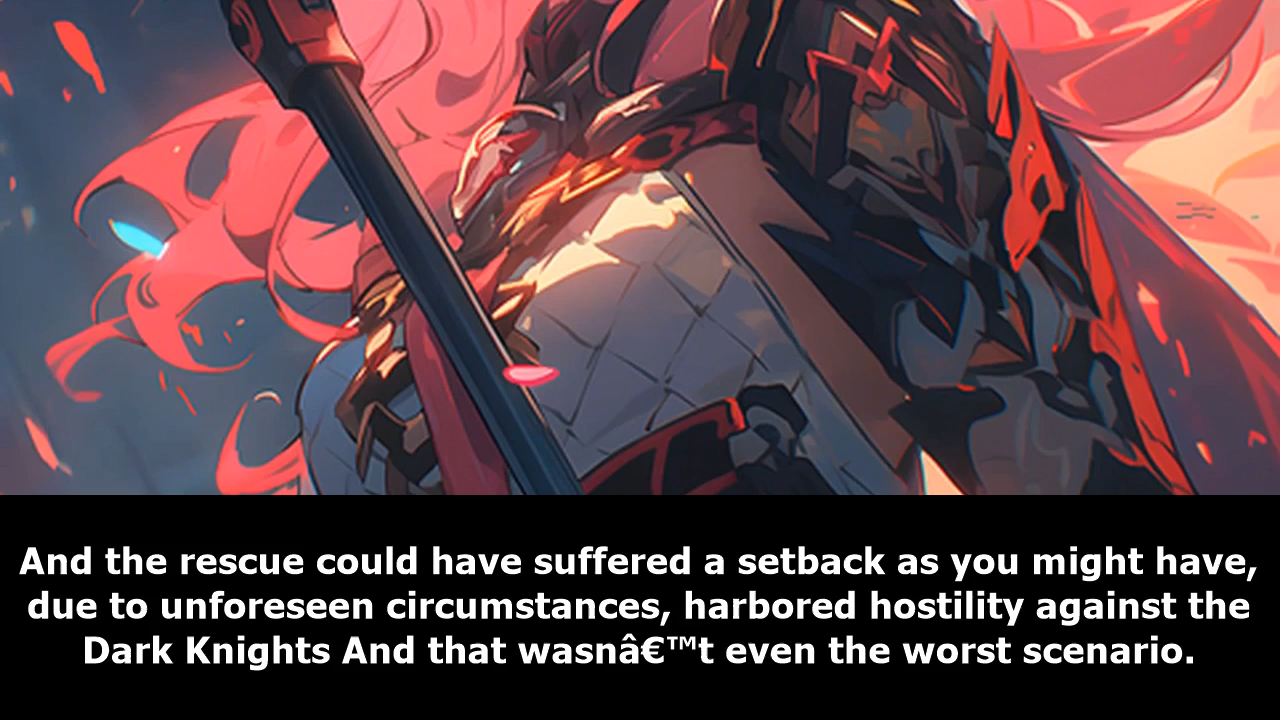 And the rescue could have suffered a setback as you might have,
due to unforeseen circumstances, harbored hostility against the
Dark Knights And that wasnâ€™t even the worst scenario.